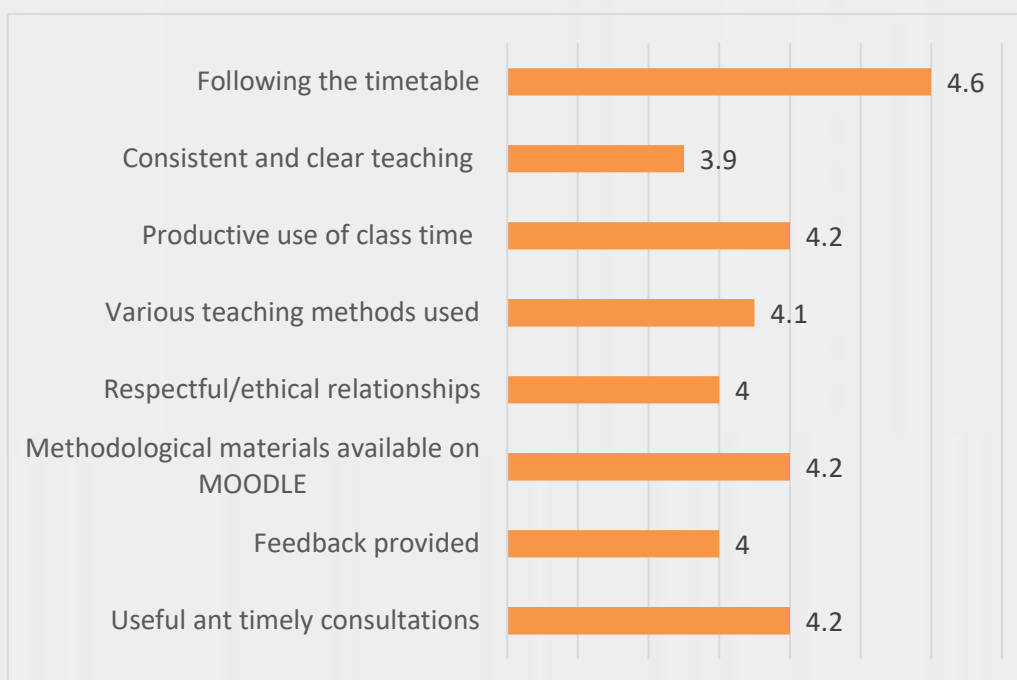 Following the timetable 4.6
Consistent and clear teaching 3.9
Productive use of class time 4.2
Various teaching methods used 4.1
Respectful/ethical relationships 4
Methodological materials available on
MOODLE 4.2
Feedback provided 4
Useful ant timely consultations 4.2